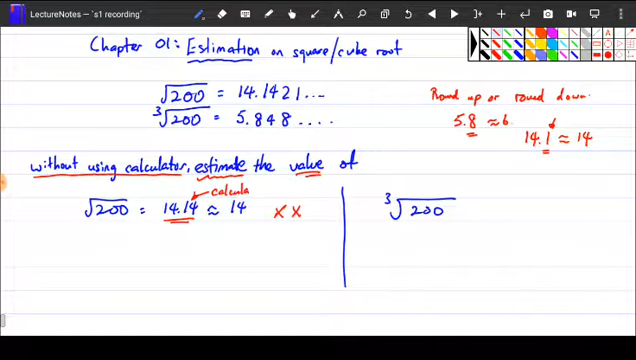 LectureNotes – 's1 recording'
Chapter 01: Estimation on square/cube root
√200 = 14.1421...
³√200 = 5.848....
Round up or round down.
5.8 ≈ 6.
14.1 ≈ 14
without using calculator, estimate the value of
calcula
√200 = 14.14 ≈ 14 ××
³√200